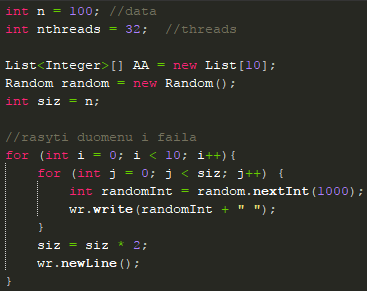 int n = 100; //data
int nthreads = 32;  //threads

List<Integer>[] AA = new List[10];
Random random = new Random();
int siz = n;

//rasyti duomenu i faila
for (int i = 0; i < 10; i++){
    for (int j = 0; j < siz; j++) {
        int randomInt = random.nextInt(1000);
        wr.write(randomInt + " ");
    }
    siz = siz * 2;
    wr.newLine();
}